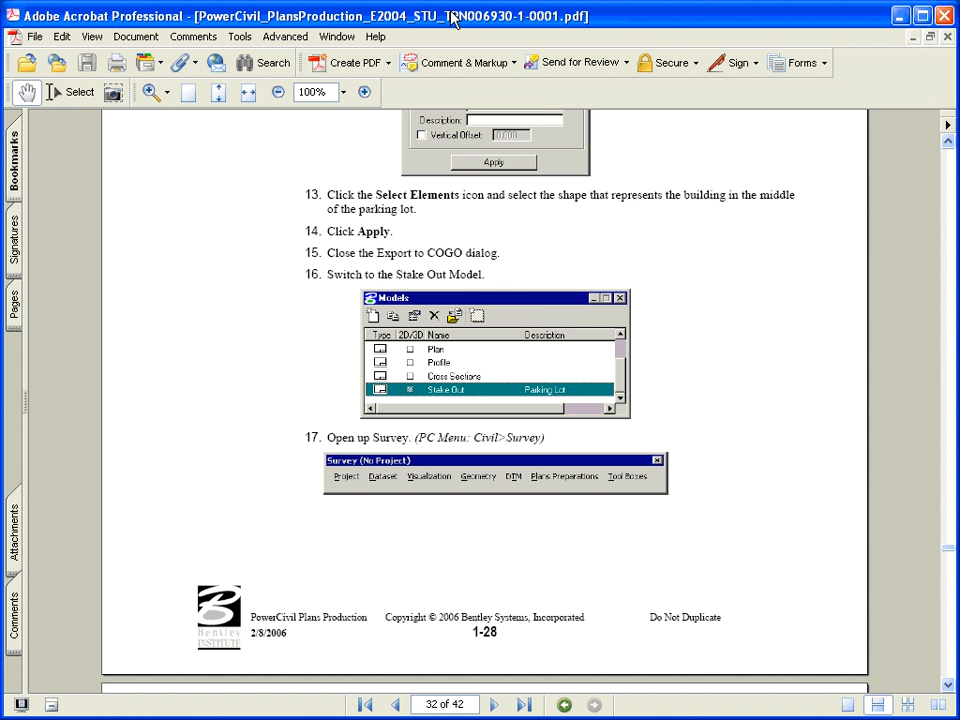 Adobe Acrobat Professional - [PowerCivil_PlansProduction_E2004_STU_TRN006930-1-0001.pdf]
File Edit View Document Comments Tools Advanced Window Help
Search Create PDF Comment & Markup Send for Review Secure Sign Forms
Select 100%
Bookmarks
Signatures
Pages
Attachments
Comments
Description:
Vertical Offset: 0.000
Apply
13. Click the Select Elements icon and select the shape that represents the building in the middle
of the parking lot.
14. Click Apply.
15. Close the Export to COGO dialog.
16. Switch to the Stake Out Model.
Models
Type 2D/3D Name Description
Plan
Profile
Cross Sections
Stake Out Parking Lot
17. Open up Survey. (PC Menu: Civil>Survey)
Survey (No Project)
Project Dataset Visualization Geometry DTM Plans Preparations Tool Boxes
Bentley
INSTITUTE
PowerCivil Plans Production Copyright © 2006 Bentley Systems, Incorporated Do Not Duplicate
2/8/2006 1-28
32 of 42